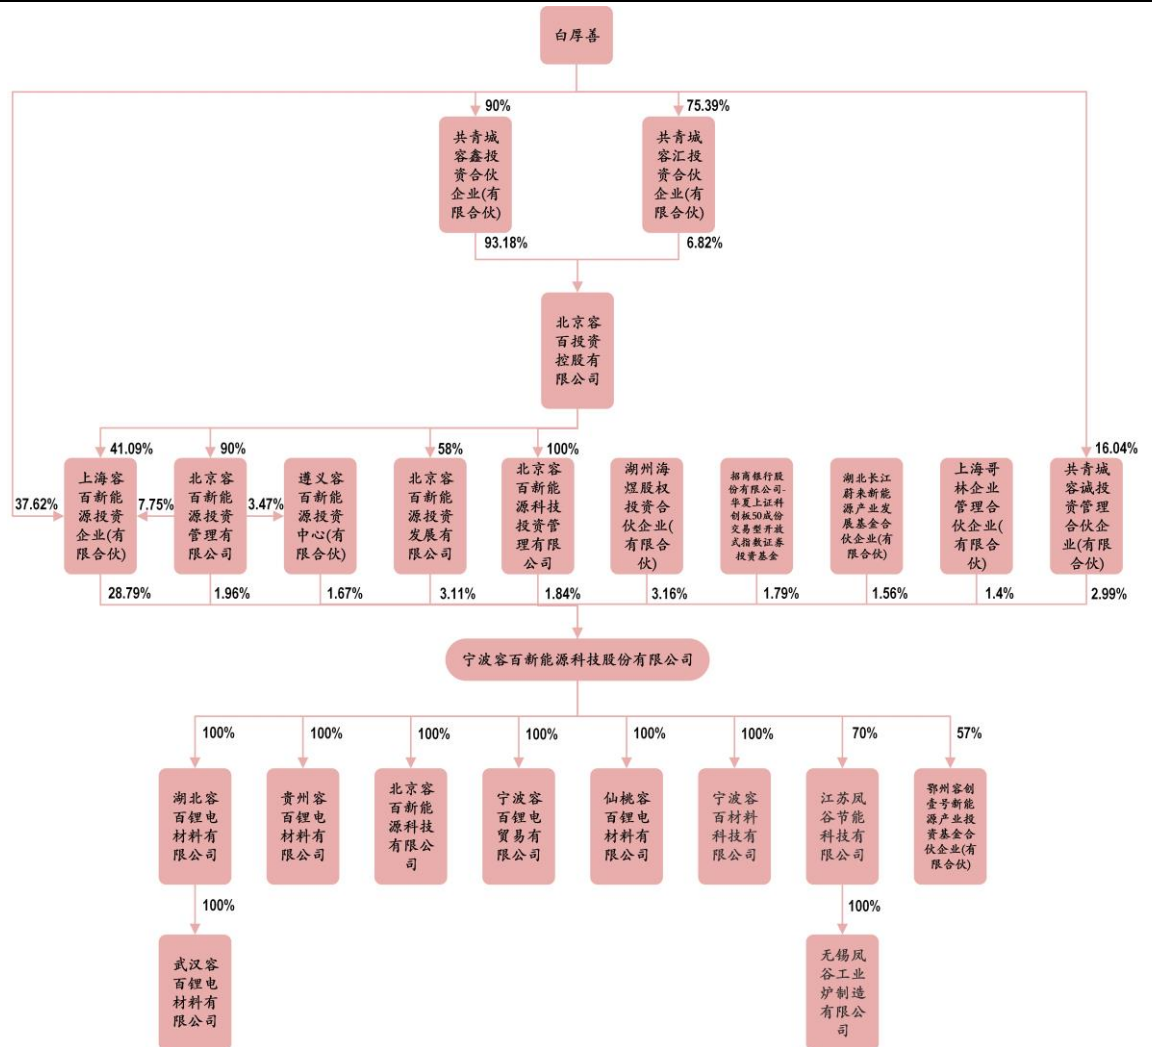 白厚善
90%
75.39%
共青城
容鑫投
资合伙
企业(有
限合伙)
共青城
容汇投
资合伙
企业(有
限合伙)
93.18%
6.82%
北京容
百投资
控股有
限公司
41.09%
90%
58%
100%
16.04%
上海容
百新能
源投资
企业(有
限合伙)
北京容
百新能
源投资
管理有
限公司
遵义容
百新能
源投资
中心(有
限合伙)
北京容
百新能
源投资
发展有
限公司
北京容
百新能
源科技
投资管
理有限
公司
湖州海
煜股权
投资合
伙企业(
有限合
伙)
招商银行股
份有限公司-
华夏上证科
创板50成份
交易型开放
式指数证券
投资基金
湖北长江
蔚来新能
源产业发
展基金合
伙企业(有
限合伙)
上海哥
林企业
管理合
伙企业(
有限合
伙)
共青城
容诚投
资管理
合伙企
业(有限
合伙)
37.62%
7.75%
3.47%
28.79%
1.96%
1.67%
3.11%
1.84%
3.16%
1.79%
1.56%
1.4%
2.99%
宁波容百新能源科技股份有限公司
100%
100%
100%
100%
100%
100%
70%
57%
湖北容
百锂电
材料有
限公司
贵州容
百锂电
材料有
限公司
北京容
百新能
源科技
有限公
司
宁波容
百锂电
贸易有
限公司
仙桃容
百锂电
材料有
限公司
宁波容
百材料
科技有
限公司
江苏凤
谷节能
科技有
限公司
鄂州容创
壹号新能
源产业投
资基金合
伙企业(有
限合伙)
100%
100%
武汉容
百锂电
材料有
限公司
无锡凤
谷工业
炉制造
有限公
司